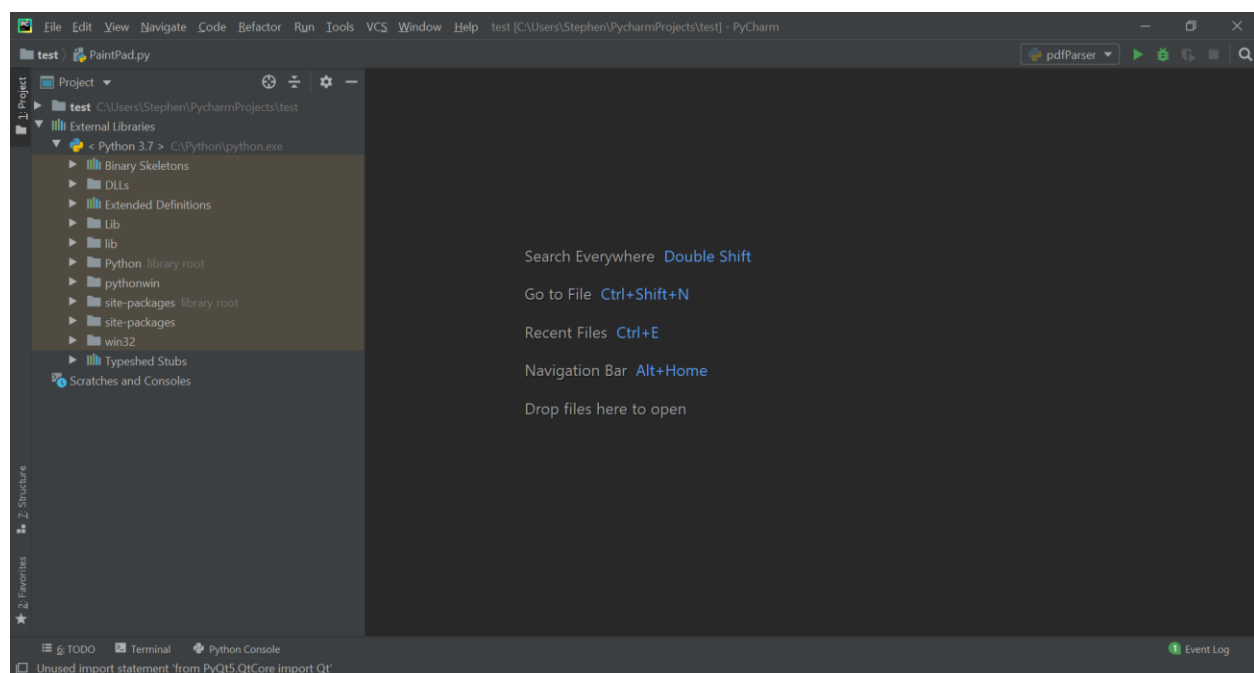 PC File Edit View Navigate Code Refactor Run Tools VCS Window Help test [C:\Users\Stephen\PycharmProjects\test] - PyCharm
test PaintPad.py pdfParser
1: Project
Project
test C:\Users\Stephen\PycharmProjects\test
External Libraries
< Python 3.7 > C:\Python\python.exe
Binary Skeletons
DLLs
Extended Definitions
Lib
lib
Python library root
pythonwin
site-packages library root
site-packages
win32
Typeshed Stubs
Scratches and Consoles
Search Everywhere Double Shift
Go to File Ctrl+Shift+N
Recent Files Ctrl+E
Navigation Bar Alt+Home
Drop files here to open
7: Structure
2: Favorites
6: TODO Terminal Python Console 1 Event Log
Unused import statement 'from PyQt5.QtCore import Qt'